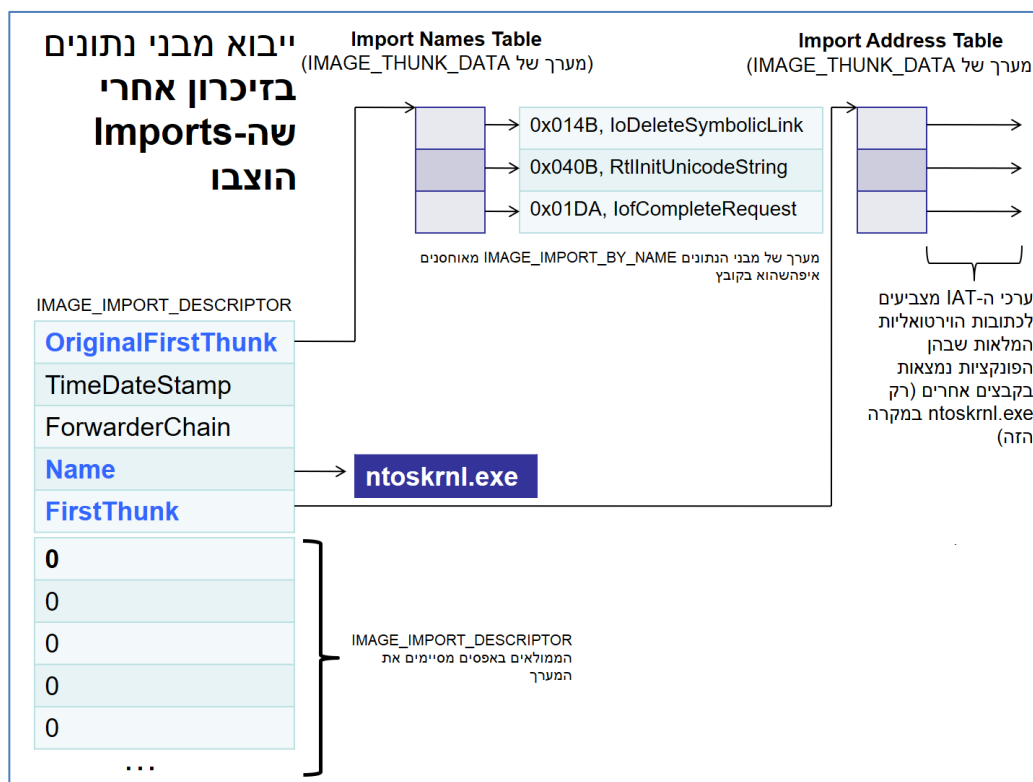 ייבוא מבני נתונים
בזיכרון אחרי
שה-Imports
הוצבו
Import Names Table
(מערך של IMAGE_THUNK_DATA)
Import Address Table
מערך של IMAGE_THUNK_DATA)
0x014B, IoDeleteSymbolicLink
0x040B, RtlInitUnicodeString
0x01DA, IofCompleteRequest
מערך של מבני הנתונים IMAGE_IMPORT_BY_NAME מאוחסנים
איפהשהוא בקובץ
ערכי ה-IAT מצביעים
לכתובות הוירטואליות
המלאות שבהן
הפונקציות נמצאות
בקבצים אחרים (רק
ntoskrnl.exe במקרה
הזה)
IMAGE_IMPORT_DESCRIPTOR
OriginalFirstThunk
TimeDateStamp
ForwarderChain
Name
FirstThunk
ntoskrnl.exe
0
0
0
0
0
...
IMAGE_IMPORT_DESCRIPTOR
הממולאים באפסים מסיימים את
המערך